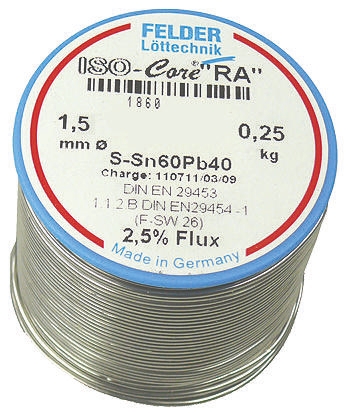 FELDER
Löttechnik
ISO-Core® "RA"
1860
1,5 0,25
mm ø kg
S-Sn60Pb40
Charge: 110711/03/09
DIN EN 29453
1.1.2 B DIN EN29454 -1
(F-SW 26)
2,5% Flux
Made in Germany